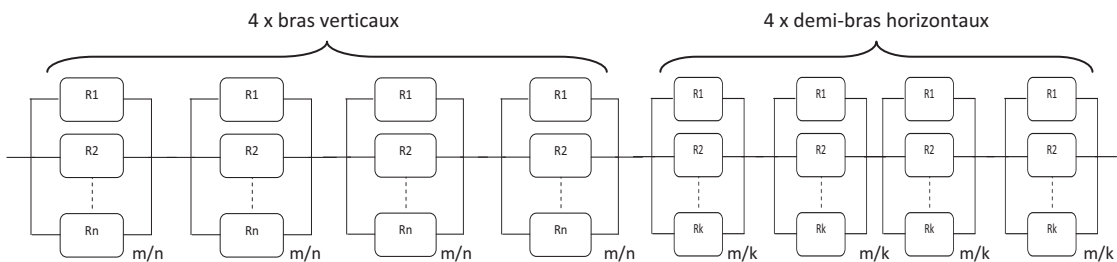 4 x bras verticaux 4 x demi-bras horizontaux
R1 R1 R1 R1 R1 R1 R1 R1
R2 R2 R2 R2 R2 R2 R2 R2
Rn Rn Rn Rn Rk Rk Rk Rk
m/n m/n m/n m/n m/k m/k m/k m/k